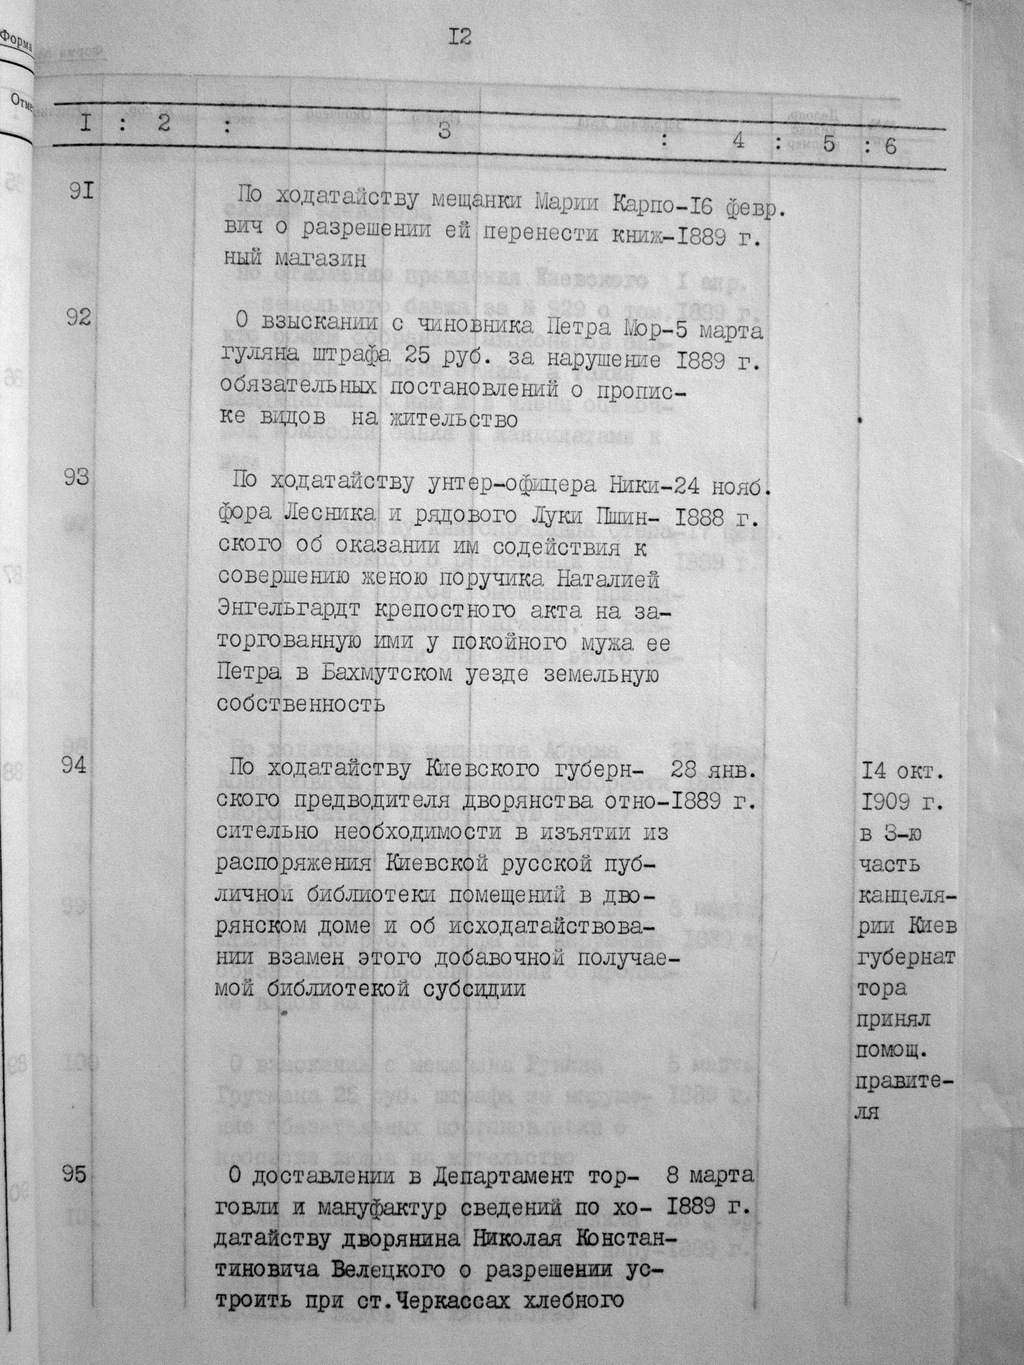 Форма
Отме
I2
I : 2 : 3 : 4 : 5 : 6
9I По ходатайству мещанки Марии Карпо-I6 февр.
вич о разрешении ей перенести книж-I889 г.
ный магазин
92 О взыскании с чиновника Петра Мор-5 марта
гуляна штрафа 25 руб. за нарушение I889 г.
обязательных постановлений о пропис-
ке видов на жительство
93 По ходатайству унтер-офицера Ники-24 нояб.
фора Лесника и рядового Луки Пшин- I888 г.
ского об оказании им содействия к
совершению женою поручика Наталией
Энгельгардт крепостного акта на за-
торгованную ими у покойного мужа ее
Петра в Бахмутском уезде земельную
собственность
94 По ходатайству Киевского губерн- 28 янв. I4 окт.
ского предводителя дворянства отно-I889 г. I909 г.
сительно необходимости в изъятии из в 3-ю
распоряжения Киевской русской пуб- часть
личной библиотеки помещений в дво- канцеля-
рянском доме и об исходатайствова- рии Киев
нии взамен этого добавочной получае- губернат
мой библиотекой субсидии тора
принял
помощ.
правите-
ля
95 О доставлении в Департамент тор- 8 марта
говли и мануфактур сведений по хо- I889 г.
датайству дворянина Николая Констан-
тиновича Велецкого о разрешении ус-
троить при ст.Черкассах хлебного